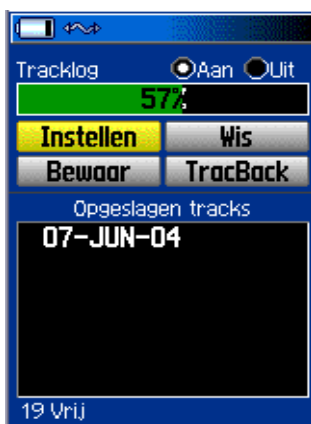 Tracklog Aan Uit
57%
Instellen Wis
Bewaar TracBack
Opgeslagen tracks
07-JUN-04
19 Vrij